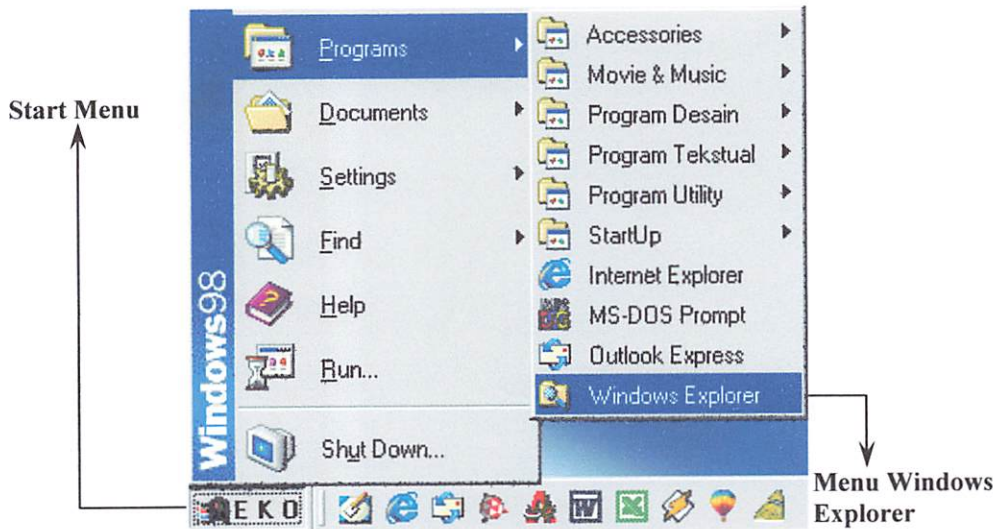 Start Menu
Windows98
Programs
Documents
Settings
Find
Help
Run...
Shut Down...
Accessories
Movie & Music
Program Desain
Program Tekstual
Program Utility
StartUp
Internet Explorer
MS-DOS Prompt
Outlook Express
Windows Explorer
EKO
Menu Windows
Explorer